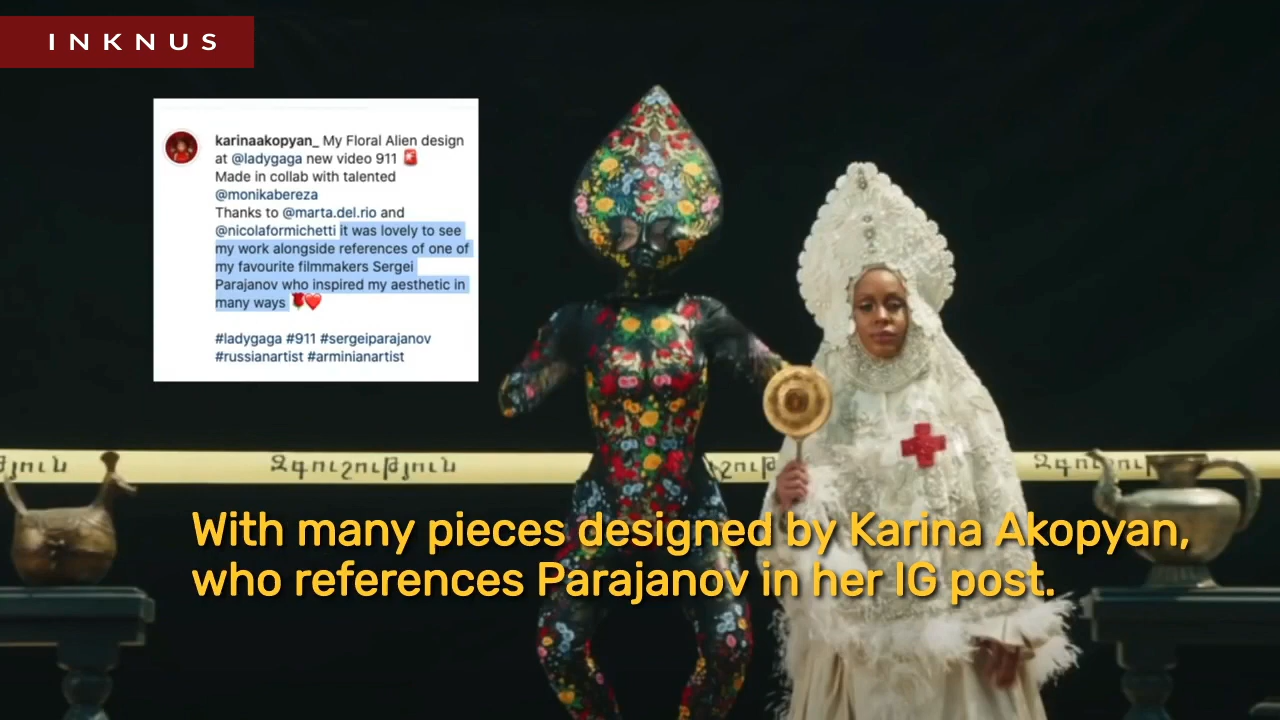 INKNUS
karinaakopyan_ My Floral Alien design
at @ladygaga new video 911 🚨
Made in collab with talented
@monikabereza
Thanks to @marta.del.rio and
@nicolaformichetti it was lovely to see
my work alongside references of one of
my favourite filmmakers Sergei
Parajanov who inspired my aesthetic in
many ways 🌹❤️
#ladygaga #911 #sergeiparajanov
#russianartist #arminianartist
Զգուշություն
With many pieces designed by Karina Akopyan,
who references Parajanov in her IG post.